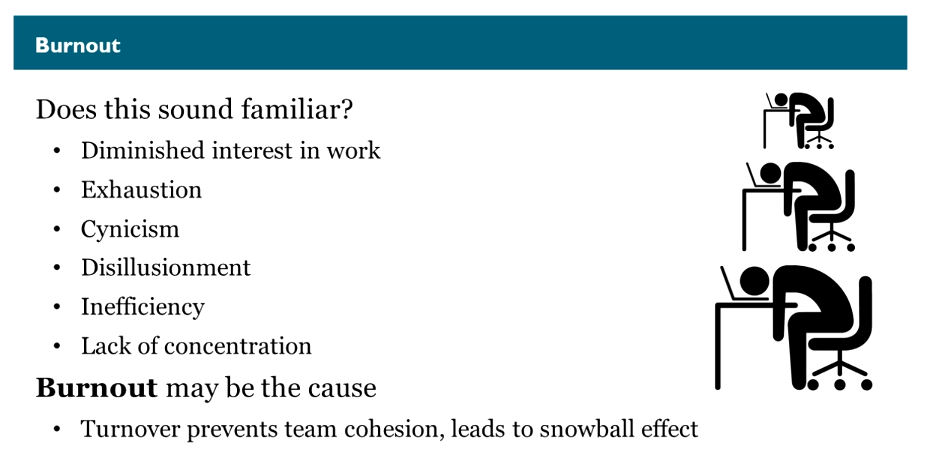 Burnout
Does this sound familiar?
• Diminished interest in work
• Exhaustion
• Cynicism
• Disillusionment
• Inefficiency
• Lack of concentration
Burnout may be the cause
• Turnover prevents team cohesion, leads to snowball effect